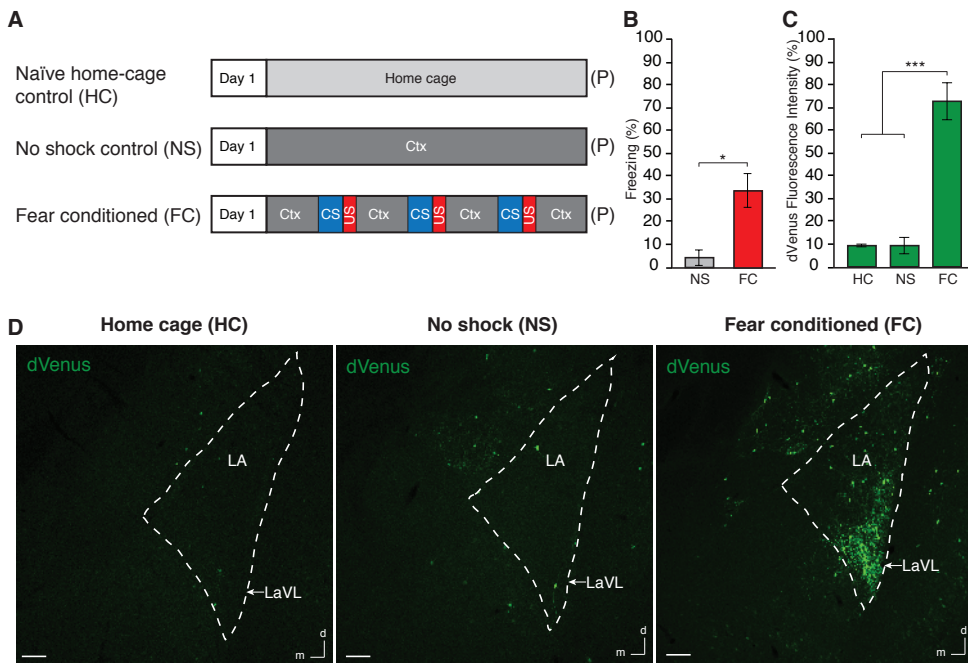 A
Naïve home-cage
control (HC)
Day 1
Home cage
(P)
No shock control (NS)
Day 1
Ctx
(P)
Fear conditioned (FC)
Day 1
Ctx
CS
US
Ctx
CS
US
Ctx
CS
US
Ctx
(P)
B
100
90
80
70
60
50
40
30
20
10
0
Freezing (%)
*
NS
FC
C
100
90
80
70
60
50
40
30
20
10
0
dVenus Fluorescence Intensity (%)
***
HC
NS
FC
D
Home cage (HC)
No shock (NS)
Fear conditioned (FC)
dVenus
LA
LaVL
d
m
dVenus
LA
LaVL
d
m
dVenus
LA
LaVL
d
m